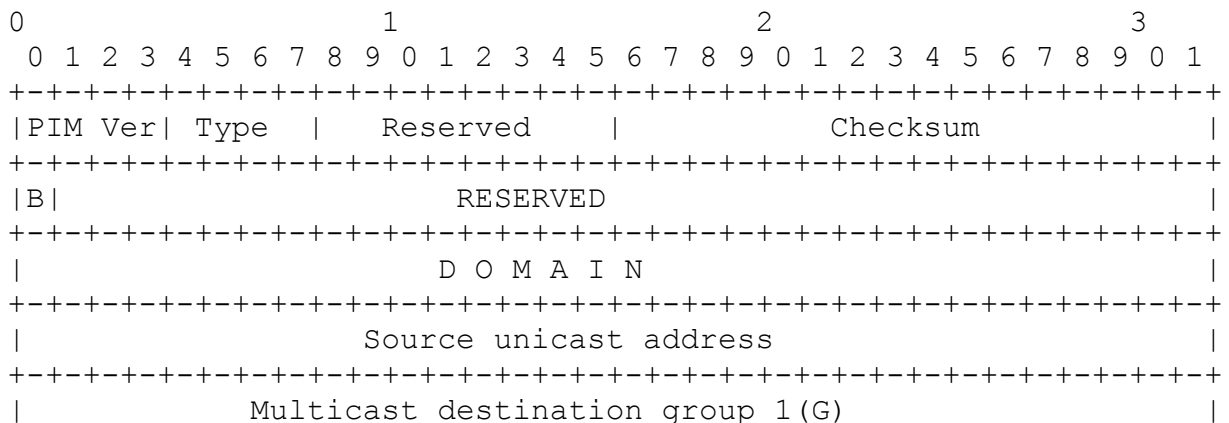 0                   1                   2                   3
 0 1 2 3 4 5 6 7 8 9 0 1 2 3 4 5 6 7 8 9 0 1 2 3 4 5 6 7 8 9 0 1
+-+-+-+-+-+-+-+-+-+-+-+-+-+-+-+-+-+-+-+-+-+-+-+-+-+-+-+-+-+-+-+-+
|PIM Ver| Type  |   Reserved    |           Checksum            |
+-+-+-+-+-+-+-+-+-+-+-+-+-+-+-+-+-+-+-+-+-+-+-+-+-+-+-+-+-+-+-+-+
|B|                     RESERVED                                |
+-+-+-+-+-+-+-+-+-+-+-+-+-+-+-+-+-+-+-+-+-+-+-+-+-+-+-+-+-+-+-+-+
|                      D O M A I N                              |
+-+-+-+-+-+-+-+-+-+-+-+-+-+-+-+-+-+-+-+-+-+-+-+-+-+-+-+-+-+-+-+-+
|                  Source unicast address                       |
+-+-+-+-+-+-+-+-+-+-+-+-+-+-+-+-+-+-+-+-+-+-+-+-+-+-+-+-+-+-+-+-+
|            Multicast destination group 1(G)                   |